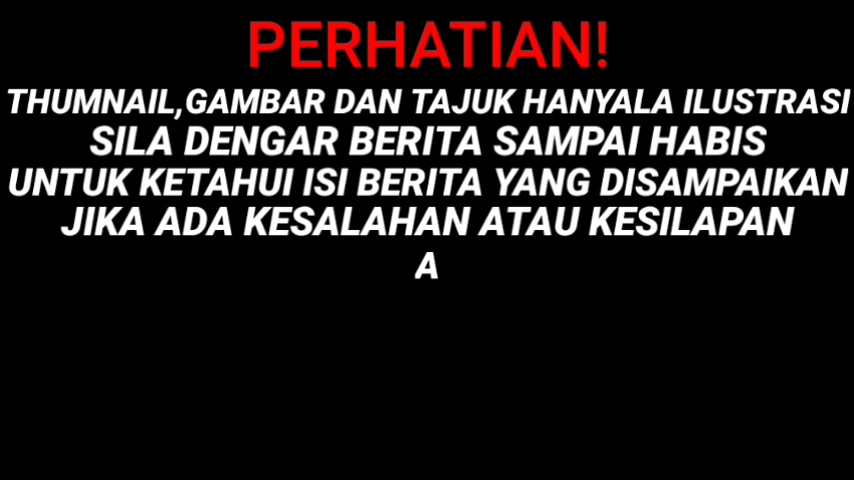 PERHATIAN!
THUMNAIL,GAMBAR DAN TAJUK HANYALA ILUSTRASI
SILA DENGAR BERITA SAMPAI HABIS
UNTUK KETAHUI ISI BERITA YANG DISAMPAIKAN
JIKA ADA KESALAHAN ATAU KESILAPAN
A